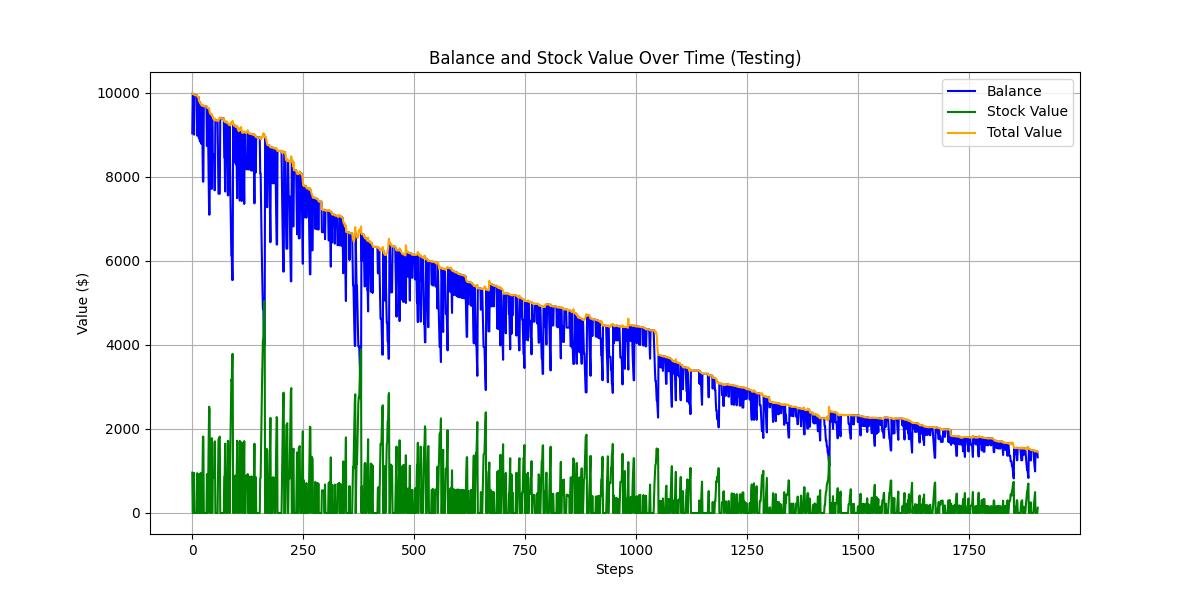 Balance and Stock Value Over Time (Testing)
Balance
Stock Value
Total Value
Value ($)
10000
8000
6000
4000
2000
0
0 250 500 750 1000 1250 1500 1750
Steps